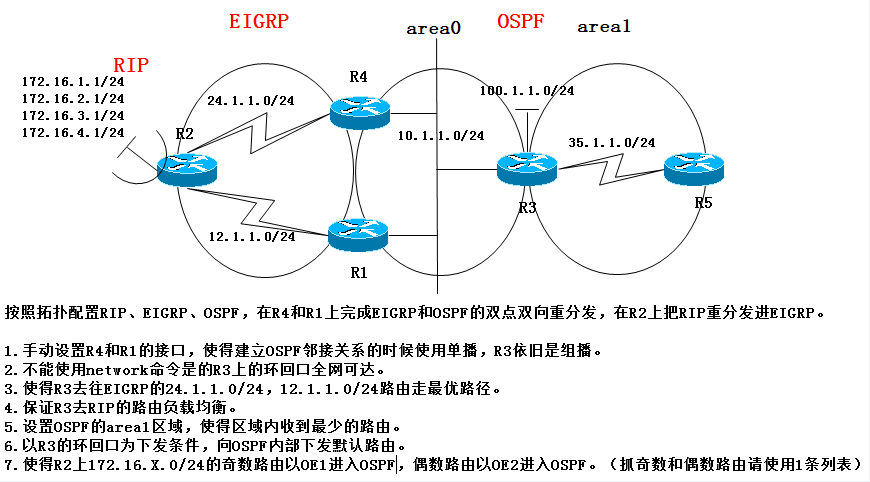 EIGRP
area0
OSPF
area1
RIP
172.16.1.1/24
172.16.2.1/24
172.16.3.1/24
172.16.4.1/24
R2
24.1.1.0/24
R4
100.1.1.0/24
10.1.1.0/24
35.1.1.0/24
R3
R5
12.1.1.0/24
R1
按照拓扑配置RIP、EIGRP、OSPF，在R4和R1上完成EIGRP和OSPF的双点双向重分发，在R2上把RIP重分发进EIGRP。
1.手动设置R4和R1的接口，使得建立OSPF邻接关系的时候使用单播，R3依旧是组播。
2.不能使用network命令是的R3上的环回口全网可达。
3.使得R3去往EIGRP的24.1.1.0/24，12.1.1.0/24路由走最优路径。
4.保证R3去RIP的路由负载均衡。
5.设置OSPF的area1区域，使得区域内收到最少的路由。
6.以R3的环回口为下发条件，向OSPF内部下发默认路由。
7.使得R2上172.16.X.0/24的奇数路由以OE1进入OSPF，偶数路由以OE2进入OSPF。（抓奇数和偶数路由请使用1条列表）